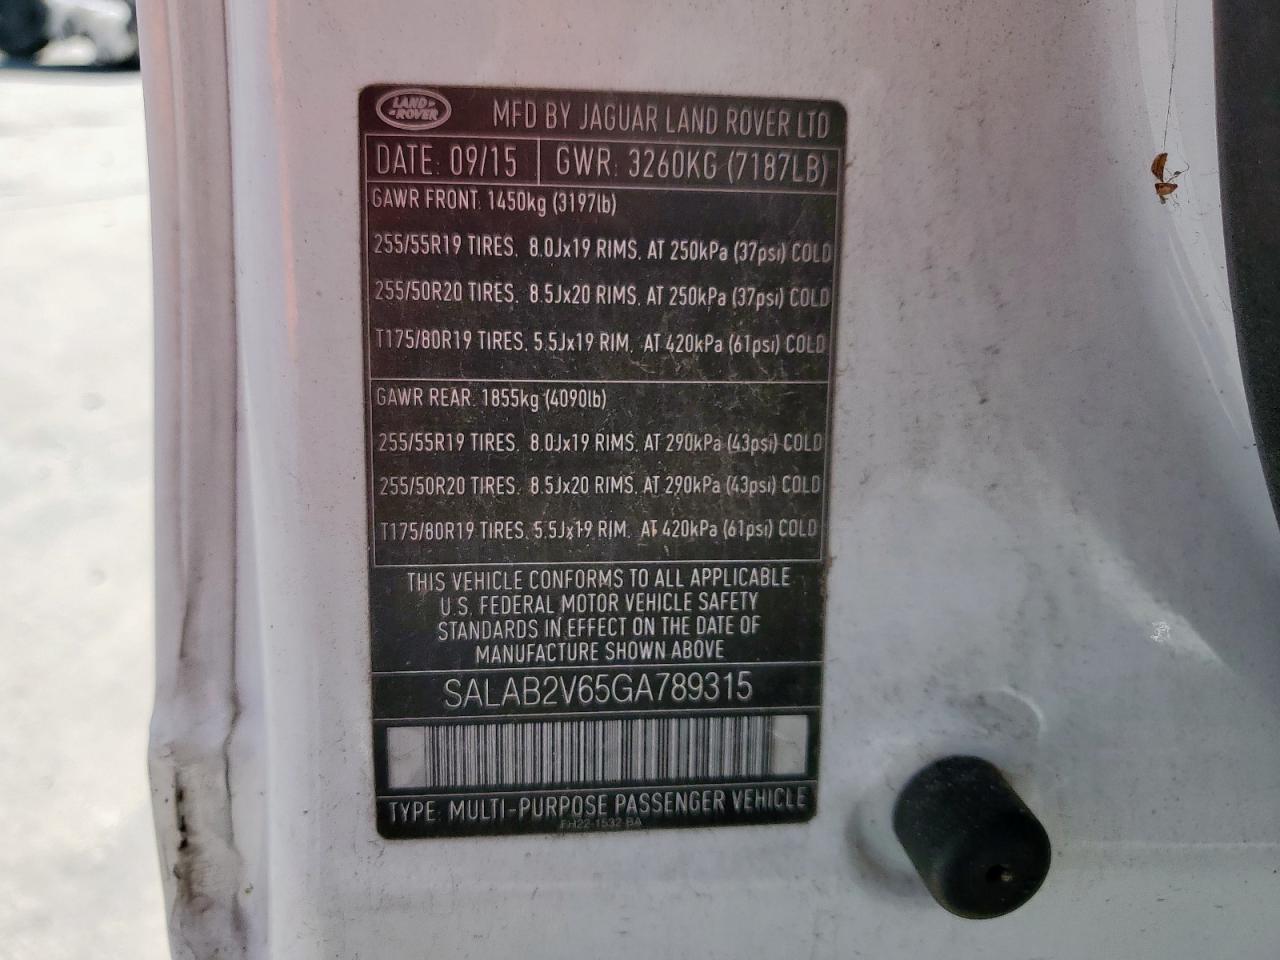 LAND ROVER
MFD BY JAGUAR LAND ROVER LTD
DATE: 09/15 GWR: 3260KG (7187LB)
GAWR FRONT: 1450kg (3197lb)
255/55R19 TIRES, 8.0Jx19 RIMS, AT 250kPa (37psi) COLD
255/50R20 TIRES, 8.5Jx20 RIMS, AT 250kPa (37psi) COLD
T175/80R19 TIRES, 5.5Jx19 RIM, AT 420kPa (61psi) COLD
GAWR REAR: 1855kg (4090lb)
255/55R19 TIRES, 8.0Jx19 RIMS, AT 290kPa (43psi) COLD
255/50R20 TIRES, 8.5Jx20 RIMS, AT 290kPa (43psi) COLD
T175/80R19 TIRES, 5.5Jx19 RIM, AT 420kPa (61psi) COLD
THIS VEHICLE CONFORMS TO ALL APPLICABLE
U.S. FEDERAL MOTOR VEHICLE SAFETY
STANDARDS IN EFFECT ON THE DATE OF
MANUFACTURE SHOWN ABOVE
SALAB2V65GA789315
TYPE: MULTI-PURPOSE PASSENGER VEHICLE
FH22-1532-BA